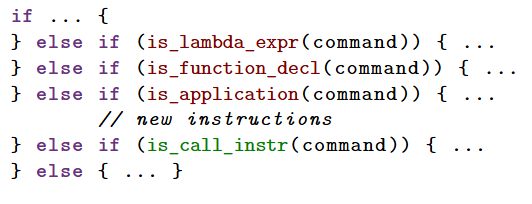 if ... {
} else if (is_lambda_expr(command)) { ...
} else if (is_function_decl(command)) { ...
} else if (is_application(command)) { ...
// new instructions
} else if (is_call_instr(command)) { ...
} else { ... }